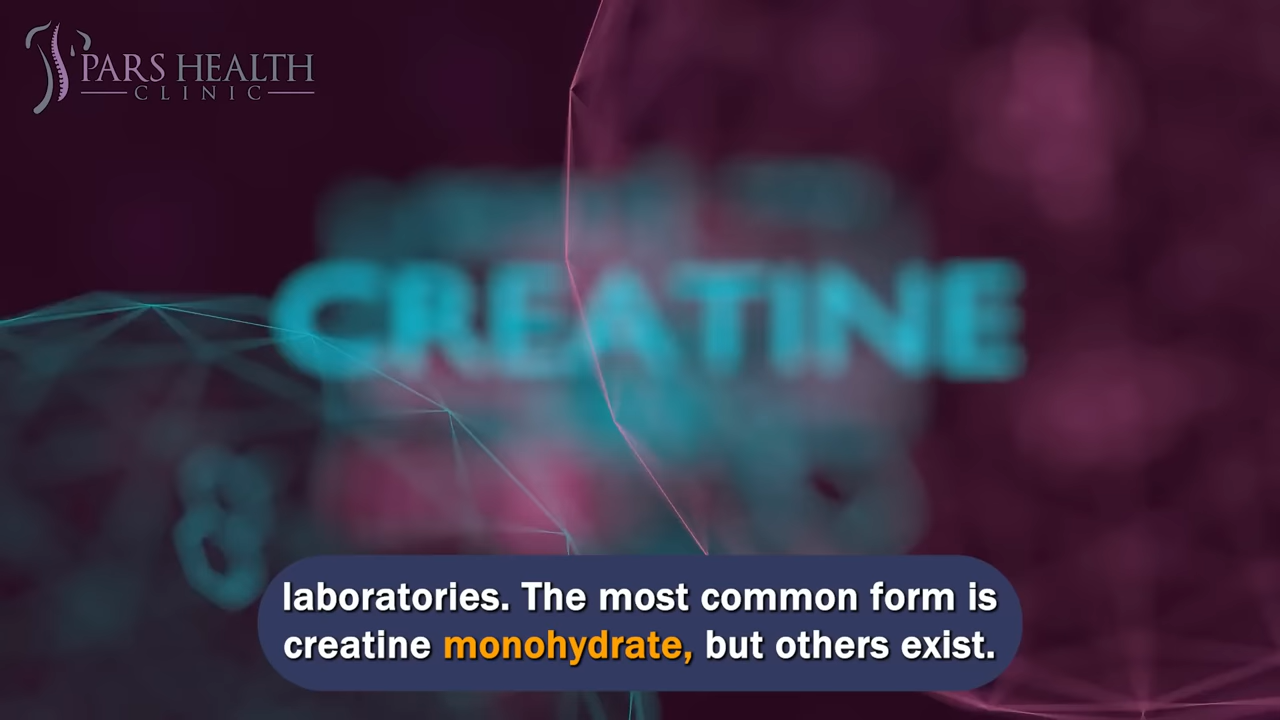 PARS HEALTH
CLINIC
CREATINE
laboratories. The most common form is
creatine monohydrate, but others exist.